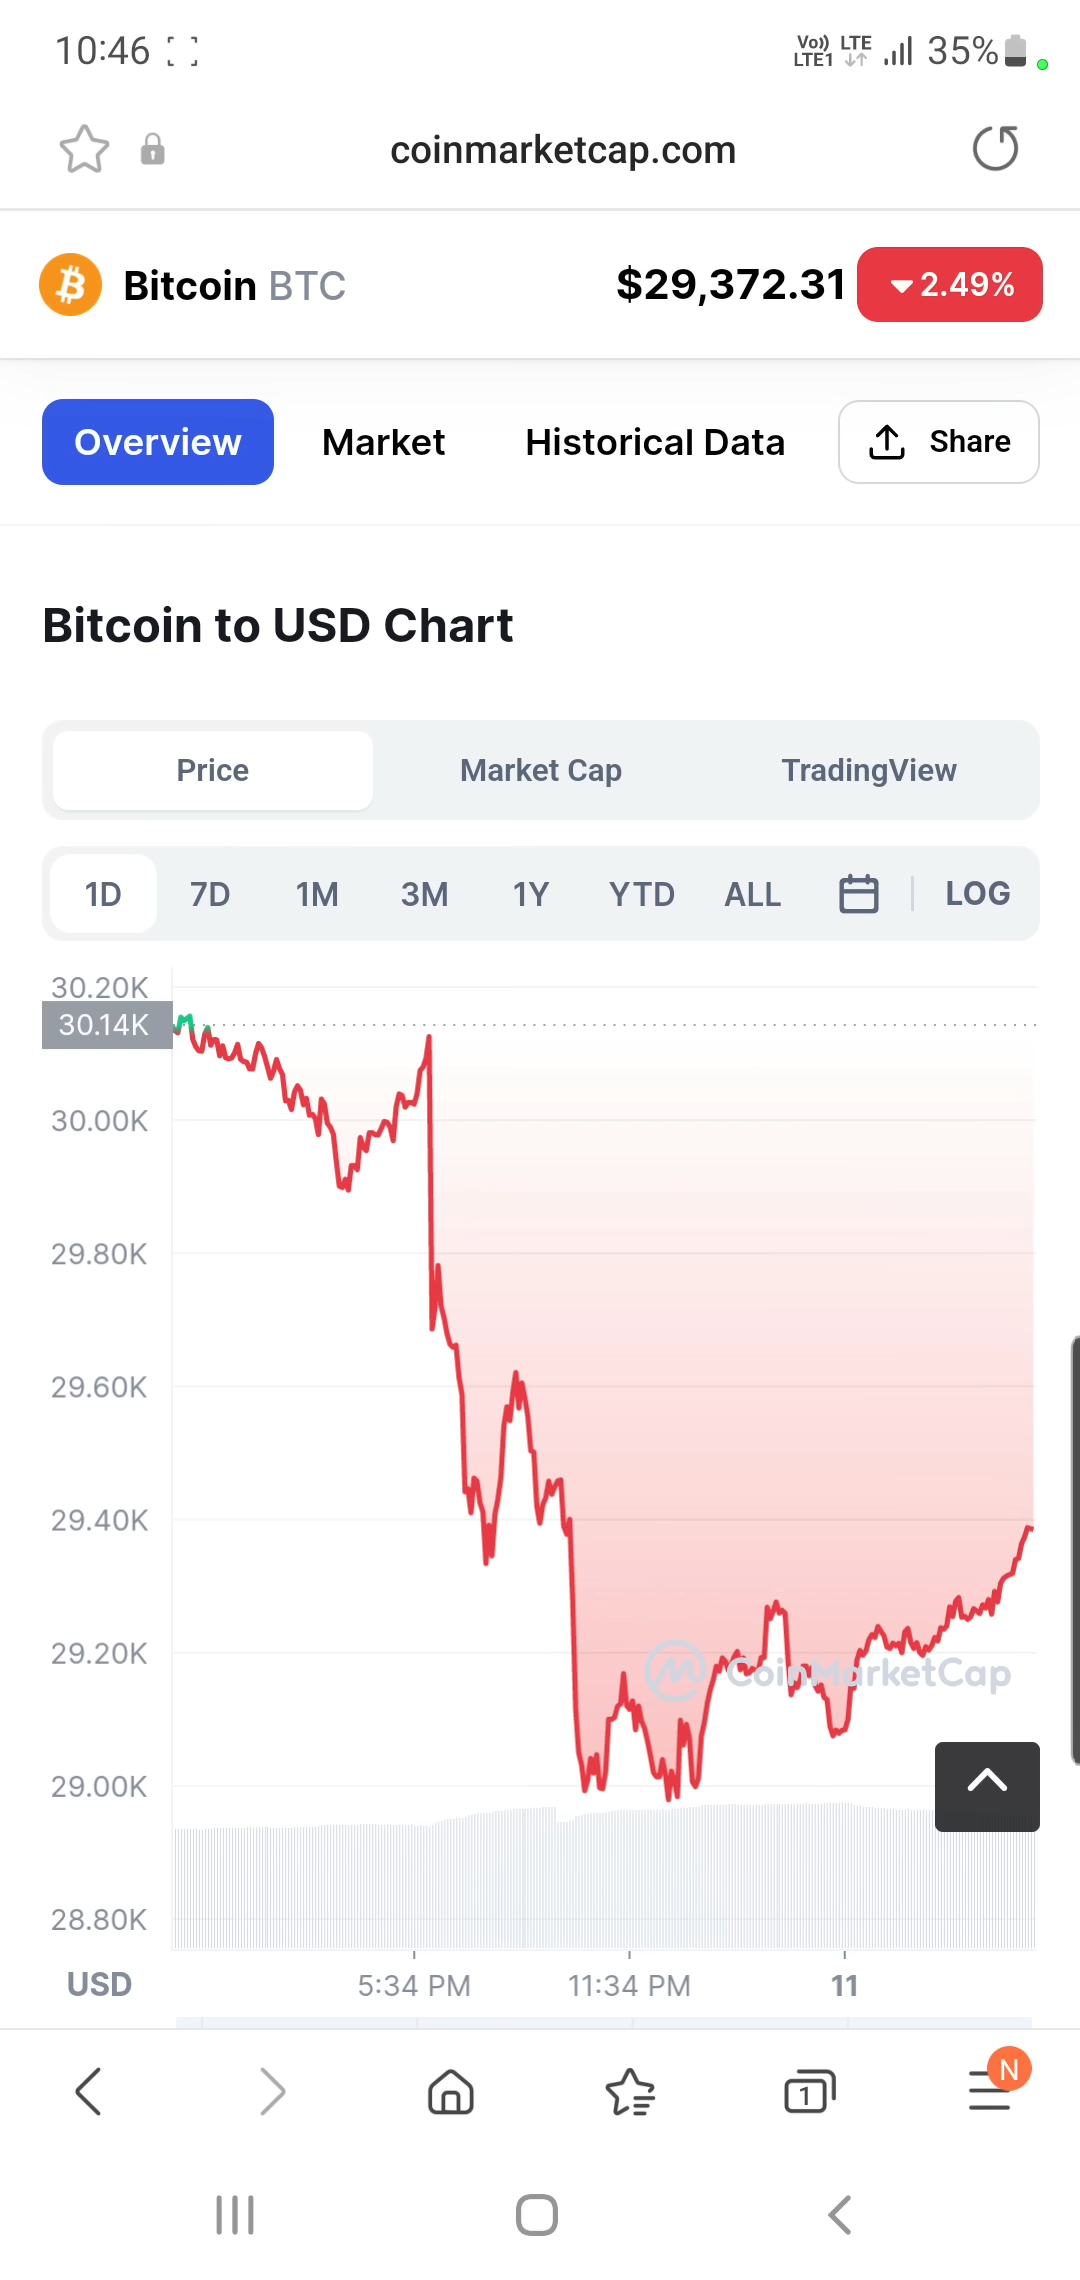 10:46 Vo)) LTE1 LTE 35%
coinmarketcap.com
Bitcoin BTC $29,372.31 2.49%
Overview Market Historical Data Share
Bitcoin to USD Chart
Price Market Cap TradingView
1D 7D 1M 3M 1Y YTD ALL LOG
30.20K
30.14K
30.00K
29.80K
29.60K
29.40K
29.20K
CoinMarketCap
29.00K
28.80K
USD 5:34 PM 11:34 PM 11
1 N